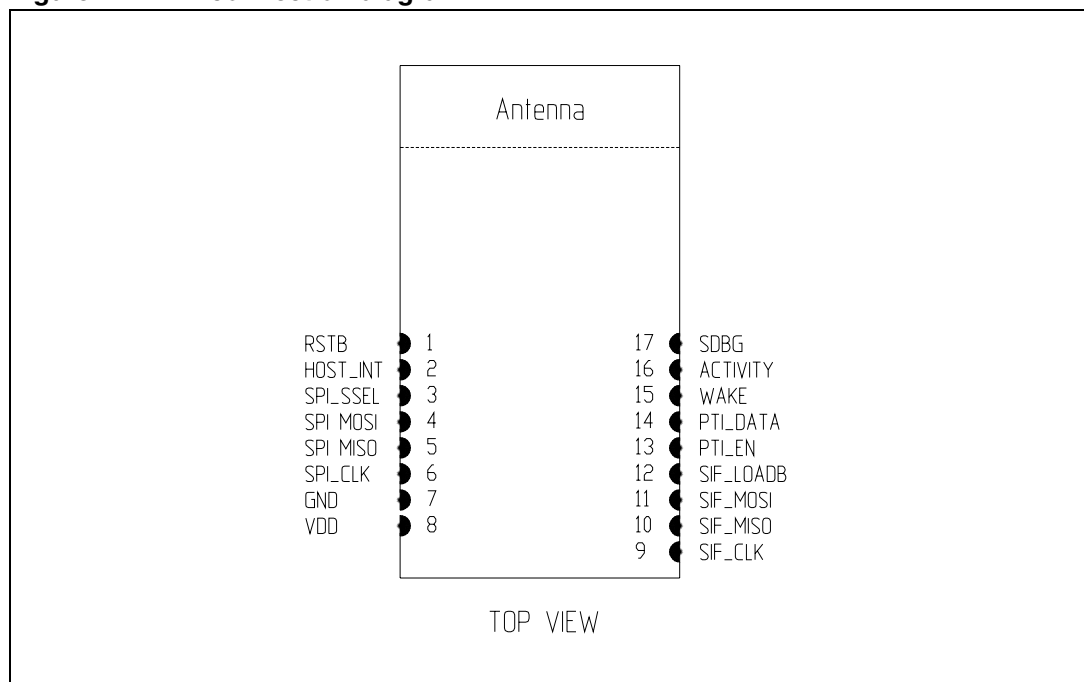 Antenna
RSTB 1
HOST_INT 2
SPI_SSEL 3
SPI MOSI 4
SPI MISO 5
SPI_CLK 6
GND 7
VDD 8
17 SDBG
16 ACTIVITY
15 WAKE
14 PTI_DATA
13 PTI_EN
12 SIF_LOADB
11 SIF_MOSI
10 SIF_MISO
9 SIF_CLK
TOP VIEW